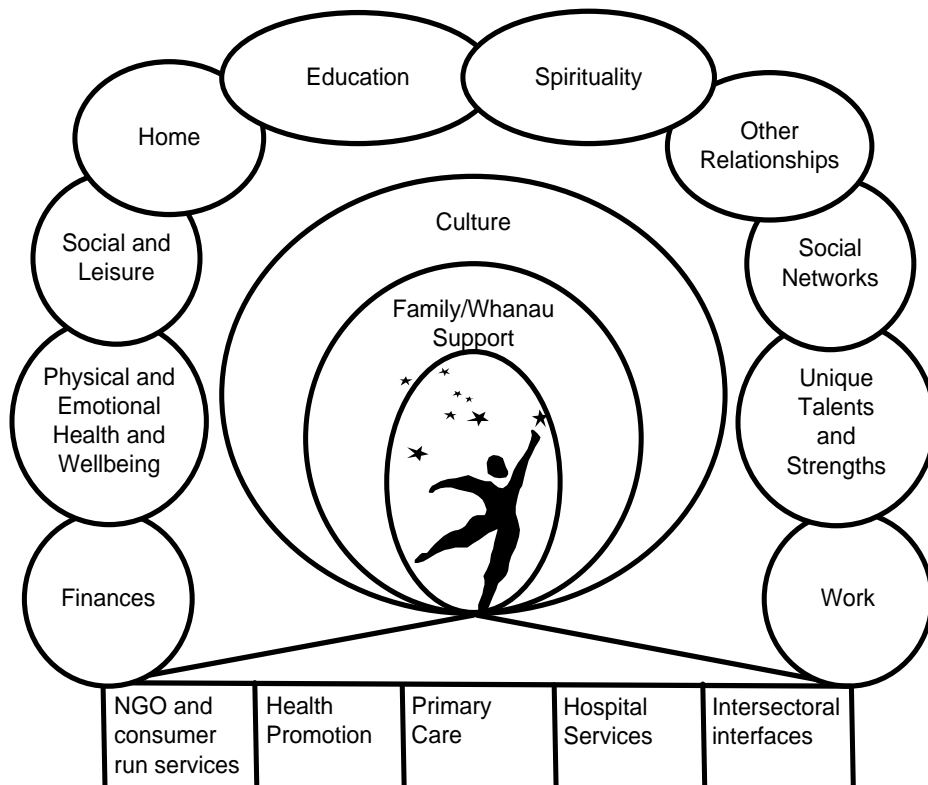 Education
Spirituality
Home
Other
Relationships
Social and
Leisure
Culture
Social
Networks
Family/Whanau
Support
Physical and
Emotional
Health and
Wellbeing
Unique
Talents
and
Strengths
Finances
Work
NGO and
consumer
run services
Health
Promotion
Primary
Care
Hospital
Services
Intersectoral
interfaces